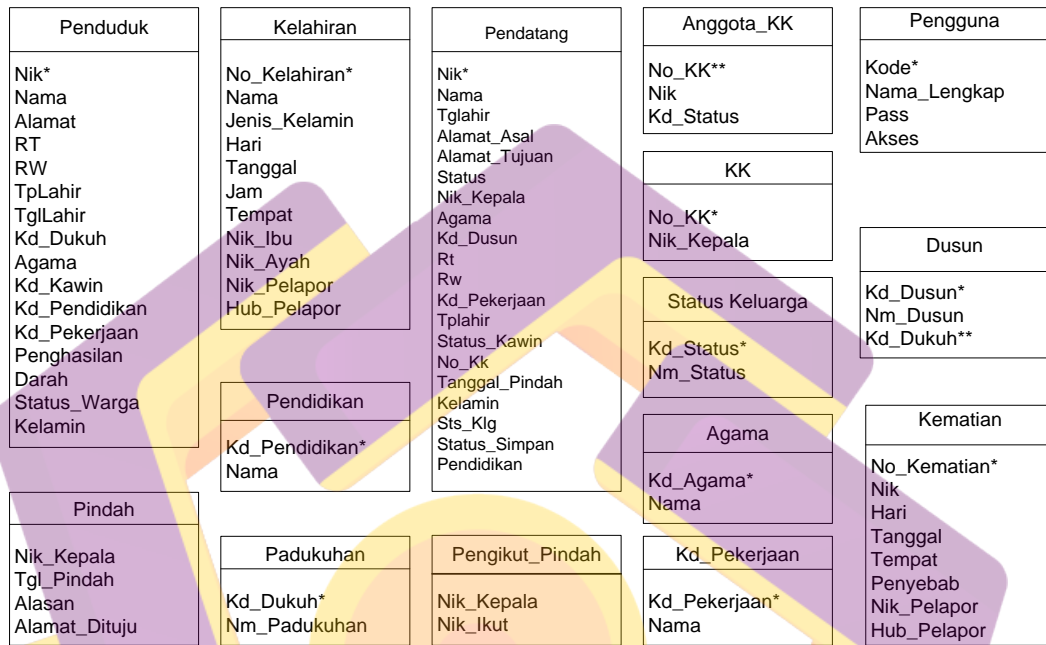 Penduduk
Nik*
Nama
Alamat
RT
RW
TpLahir
TglLahir
Kd_Dukuh
Agama
Kd_Kawin
Kd_Pendidikan
Kd_Pekerjaan
Penghasilan
Darah
Status_Warga
Kelamin
Pindah
Nik_Kepala
Tgl_Pindah
Alasan
Alamat_Dituju
Kelahiran
No_Kelahiran*
Nama
Jenis_Kelamin
Hari
Tanggal
Jam
Tempat
Nik_Ibu
Nik_Ayah
Nik_Pelapor
Hub_Pelapor
Pendidikan
Kd_Pendidikan*
Nama
Padukuhan
Kd_Dukuh*
Nm_Padukuhan
Pendatang
Nik*
Nama
Tglahir
Alamat_Asal
Alamat_Tujuan
Status
Nik_Kepala
Agama
Kd_Dusun
Rt
Rw
Kd_Pekerjaan
Tplahir
Status_Kawin
No_Kk
Tanggal_Pindah
Kelamin
Sts_Klg
Status_Simpan
Pendidikan
Pengikut_Pindah
Nik_Kepala
Nik_Ikut
Anggota_KK
No_KK**
Nik
Kd_Status
KK
No_KK*
Nik_Kepala
Status Keluarga
Kd_Status*
Nm_Status
Agama
Kd_Agama*
Nama
Kd_Pekerjaan
Kd_Pekerjaan*
Nama
Pengguna
Kode*
Nama_Lengkap
Pass
Akses
Dusun
Kd_Dusun*
Nm_Dusun
Kd_Dukuh**
Kematian
No_Kematian*
Nik
Hari
Tanggal
Tempat
Penyebab
Nik_Pelapor
Hub_Pelapor